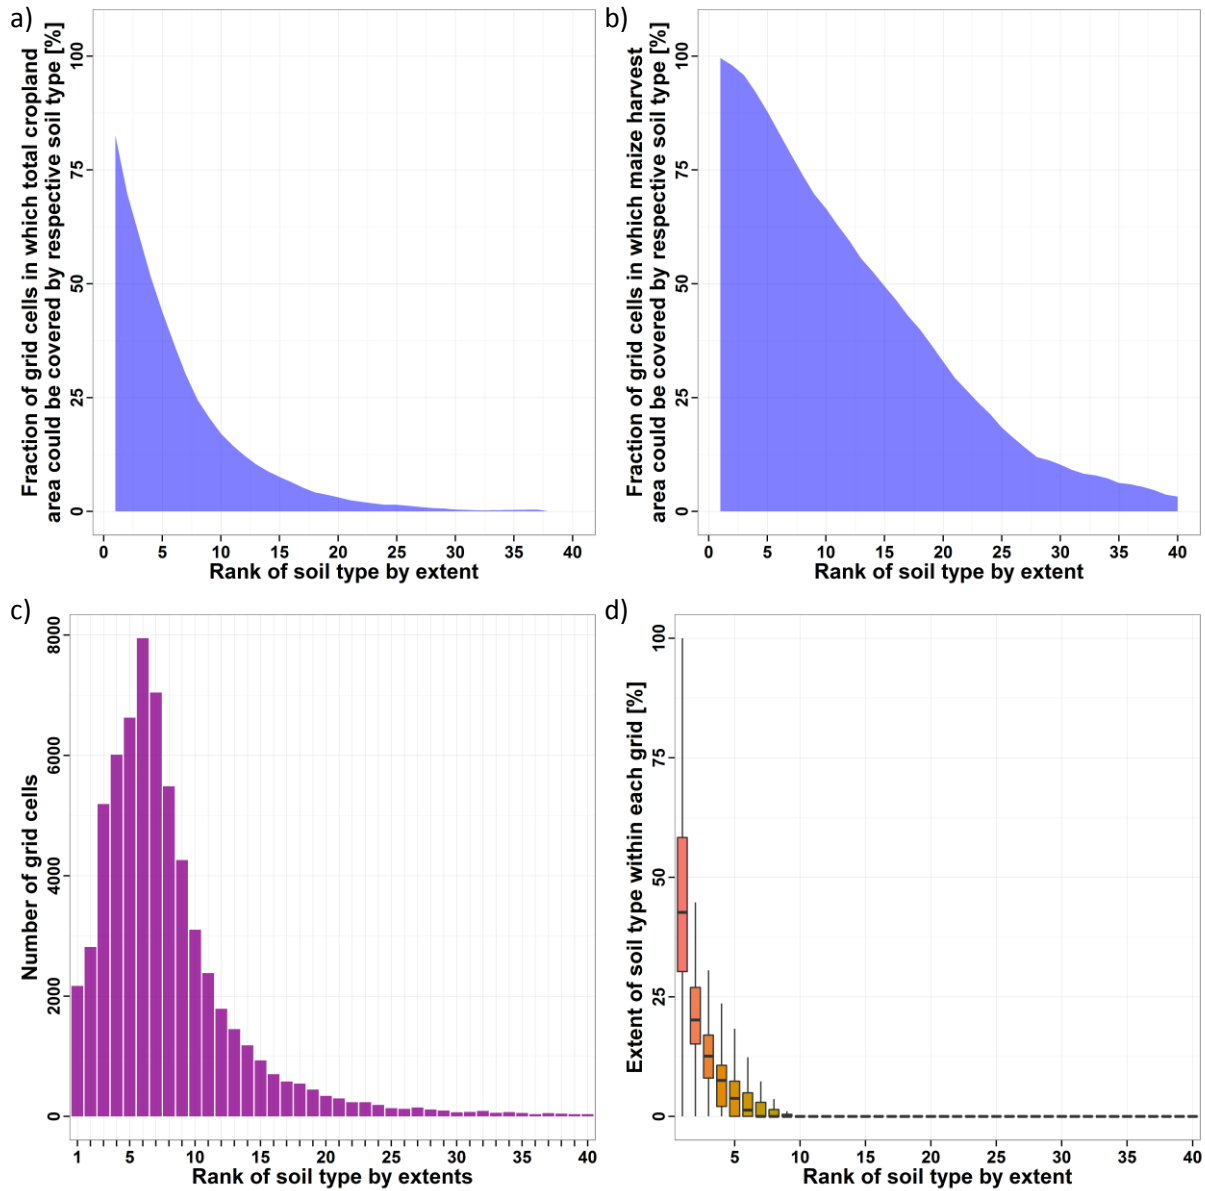 a)
Fraction of grid cells in which total cropland
area could be covered by respective soil type [%]
100
75
50
25
0
0 5 10 15 20 25 30 35 40
Rank of soil type by extent
b)
Fraction of grid cells in which maize harvest
area could be covered by respective soil type [%]
100
75
50
25
0
0 5 10 15 20 25 30 35 40
Rank of soil type by extent
c)
Number of grid cells
8000
6000
4000
2000
0
1 5 10 15 20 25 30 35 40
Rank of soil type by extents
d)
Extent of soil type within each grid [%]
100
75
50
25
0
5 10 15 20 25 30 35 40
Rank of soil type by extent